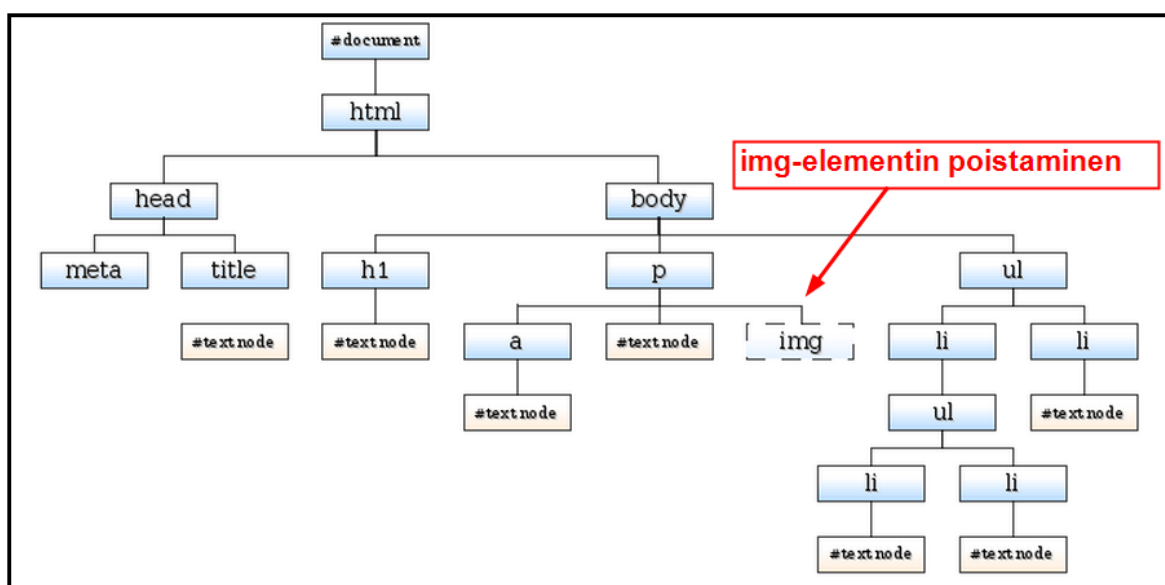 #document
html
img-elementin poistaminen
head
body
meta
title
h1
p
ul
#textnode
#textnode
a
#textnode
img
li
li
#textnode
ul
#textnode
li
li
#textnode
#textnode